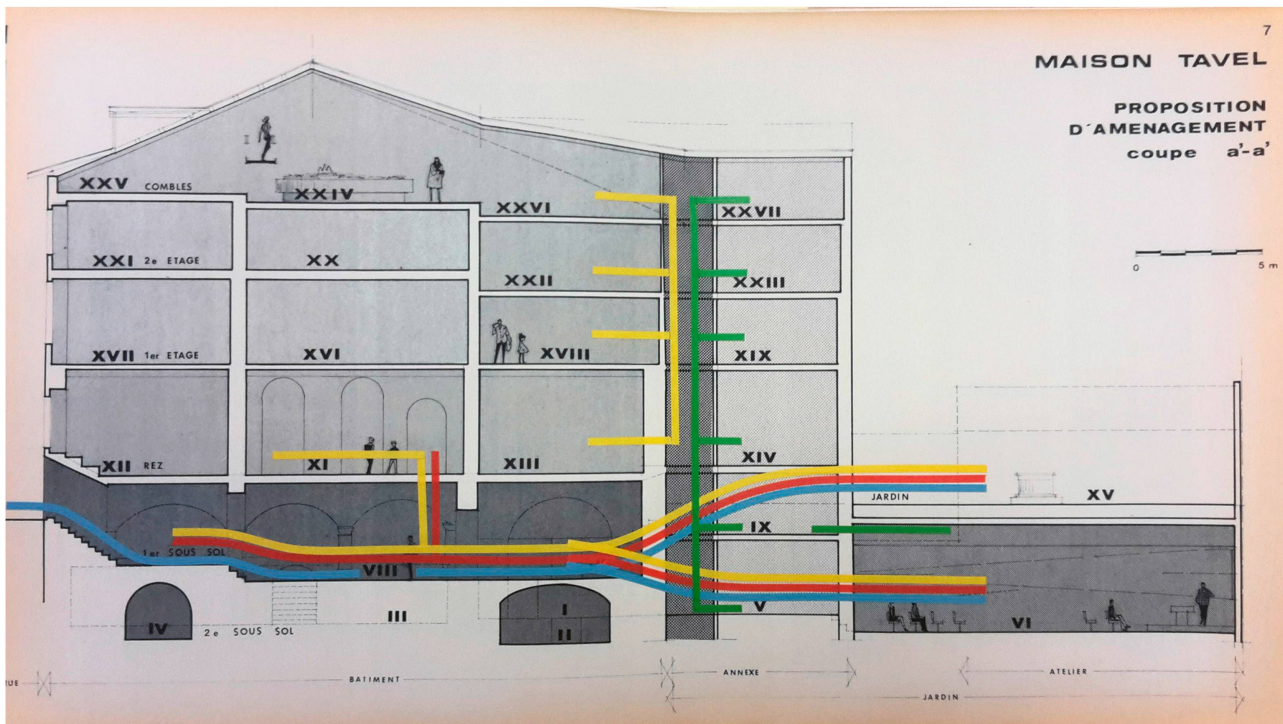 7
MAISON TAVEL
PROPOSITION
D'AMENAGEMENT
coupe a'-a'
XXV COMBLES
XXIV
XXVI
XXVII
0 5 m
XXI 2e ETAGE
XX
XXII
XXIII
XVII 1er ETAGE
XVI
XVIII
XIX
XII REZ
XI
XIII
XIV
JARDIN
XV
IX
1er SOUS SOL
VIII
V
I
III
IV
2e SOUS SOL
II
VI
RUE
BATIMENT
ANNEXE
ATELIER
JARDIN